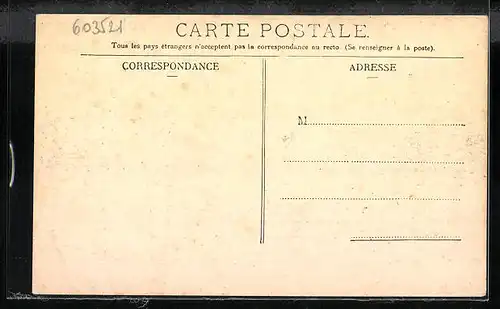 603521
CARTE POSTALE.
Tous les pays étrangers n'acceptent pas la correspondance au recto. (Se renseigner à la poste).
CORRESPONDANCE
ADRESSE
M